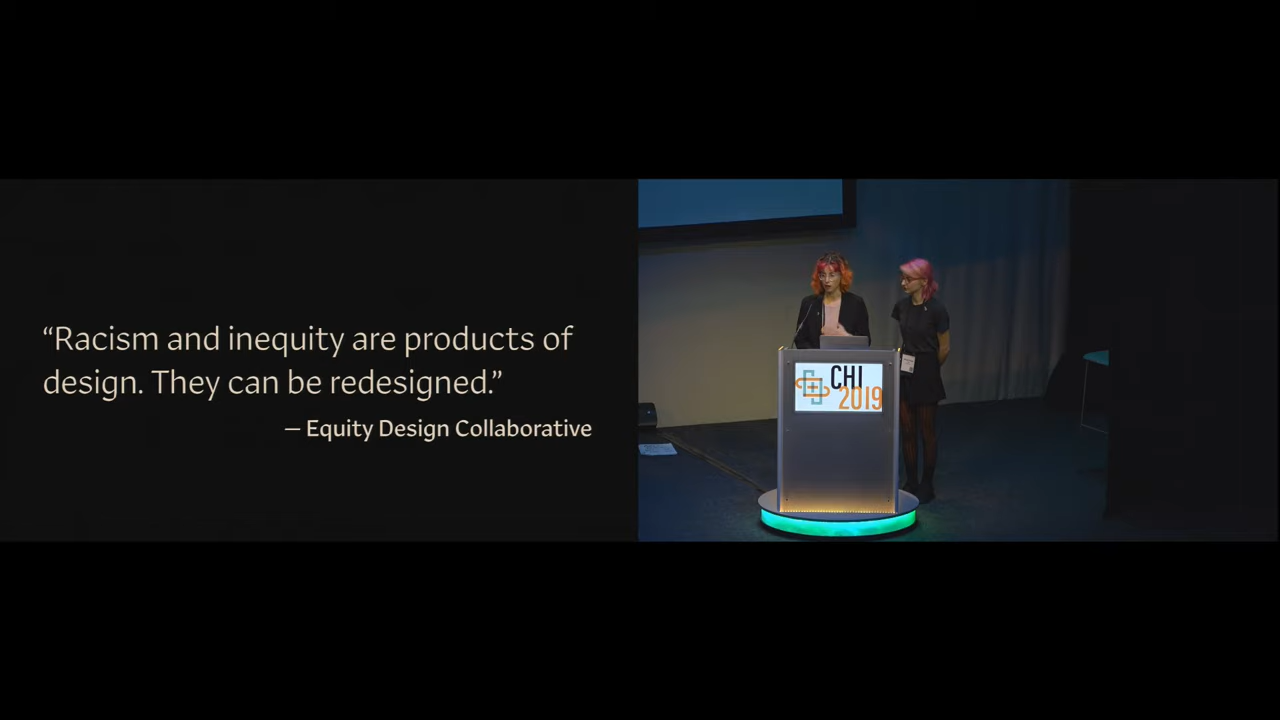 “Racism and inequity are products of
design. They can be redesigned.”
– Equity Design Collaborative
CHI
2019